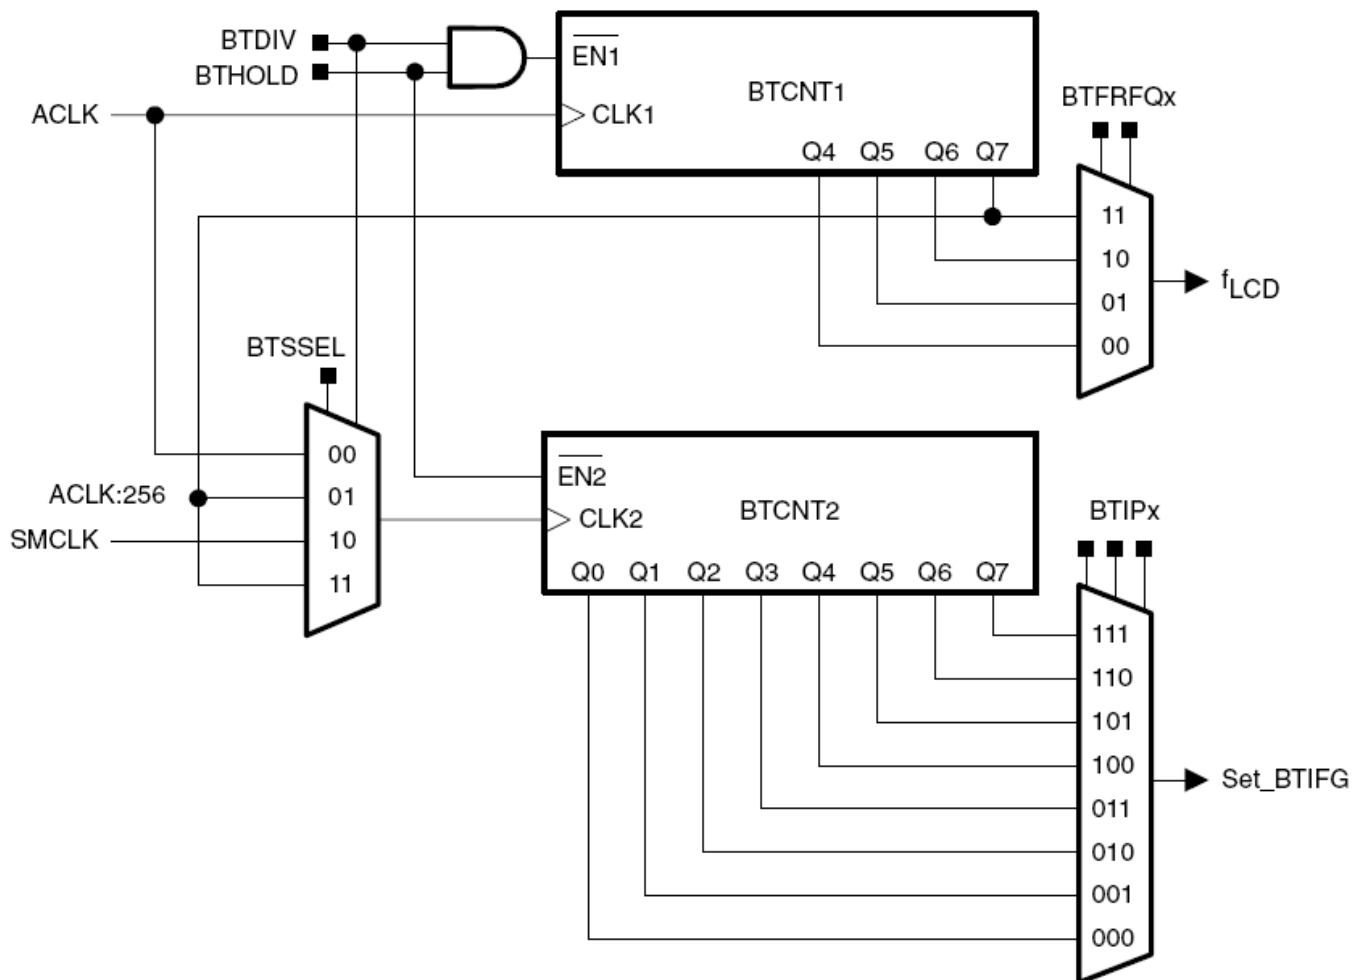 BTDIV
BTHOLD
ACLK
EN1
CLK1
BTCNT1
Q4 Q5 Q6 Q7
BTFRFQx
11
10
01
00
fLCD
BTSSEL
00
01
10
11
ACLK:256
SMCLK
EN2
CLK2
BTCNT2
Q0 Q1 Q2 Q3 Q4 Q5 Q6 Q7
BTIPx
111
110
101
100
011
010
001
000
Set_BTIFG